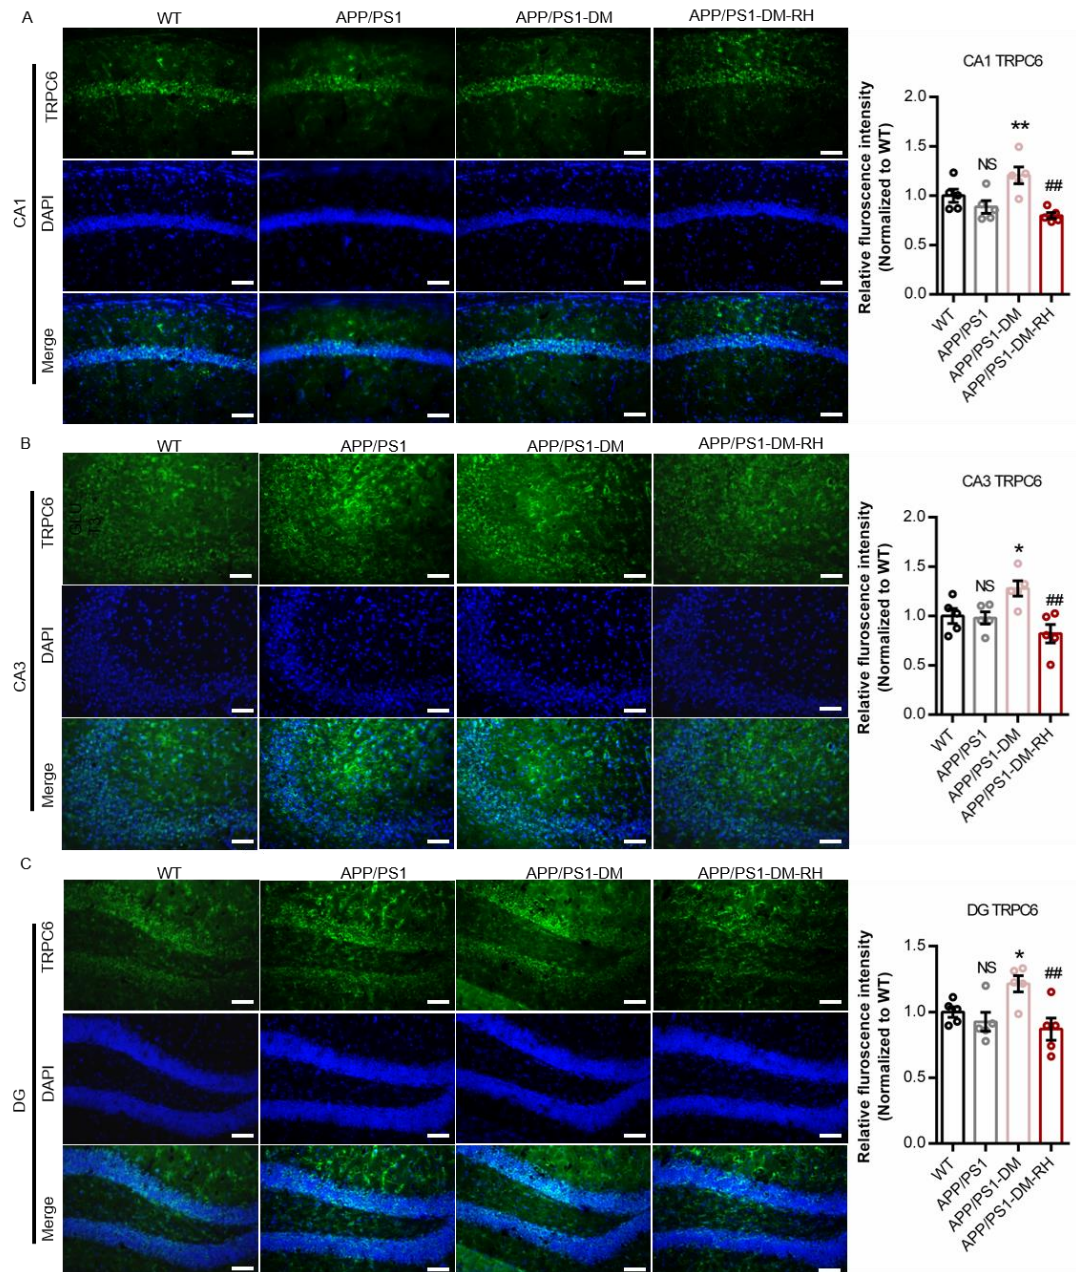 A
WT
APP/PS1
APP/PS1-DM
APP/PS1-DM-RH
CA1
TRPC6
DAPI
Merge
CA1 TRPC6
Relative fluroscence intensity
(Normalized to WT)
2.0
1.5
1.0
0.5
0.0
NS
**
##
WT
APP/PS1
APP/PS1-DM
APP/PS1-DM-RH
B
WT
APP/PS1
APP/PS1-DM
APP/PS1-DM-RH
CA3
TRPC6
DAPI
Merge
CA3 TRPC6
Relative fluroscence intensity
(Normalized to WT)
2.0
1.5
1.0
0.5
0.0
NS
*
##
WT
APP/PS1
APP/PS1-DM
APP/PS1-DM-RH
C
WT
APP/PS1
APP/PS1-DM
APP/PS1-DM-RH
DG
TRPC6
DAPI
Merge
DG TRPC6
Relative fluroscence intensity
(Normalized to WT)
1.5
1.0
0.5
0.0
NS
*
##
WT
APP/PS1
APP/PS1-DM
APP/PS1-DM-RH